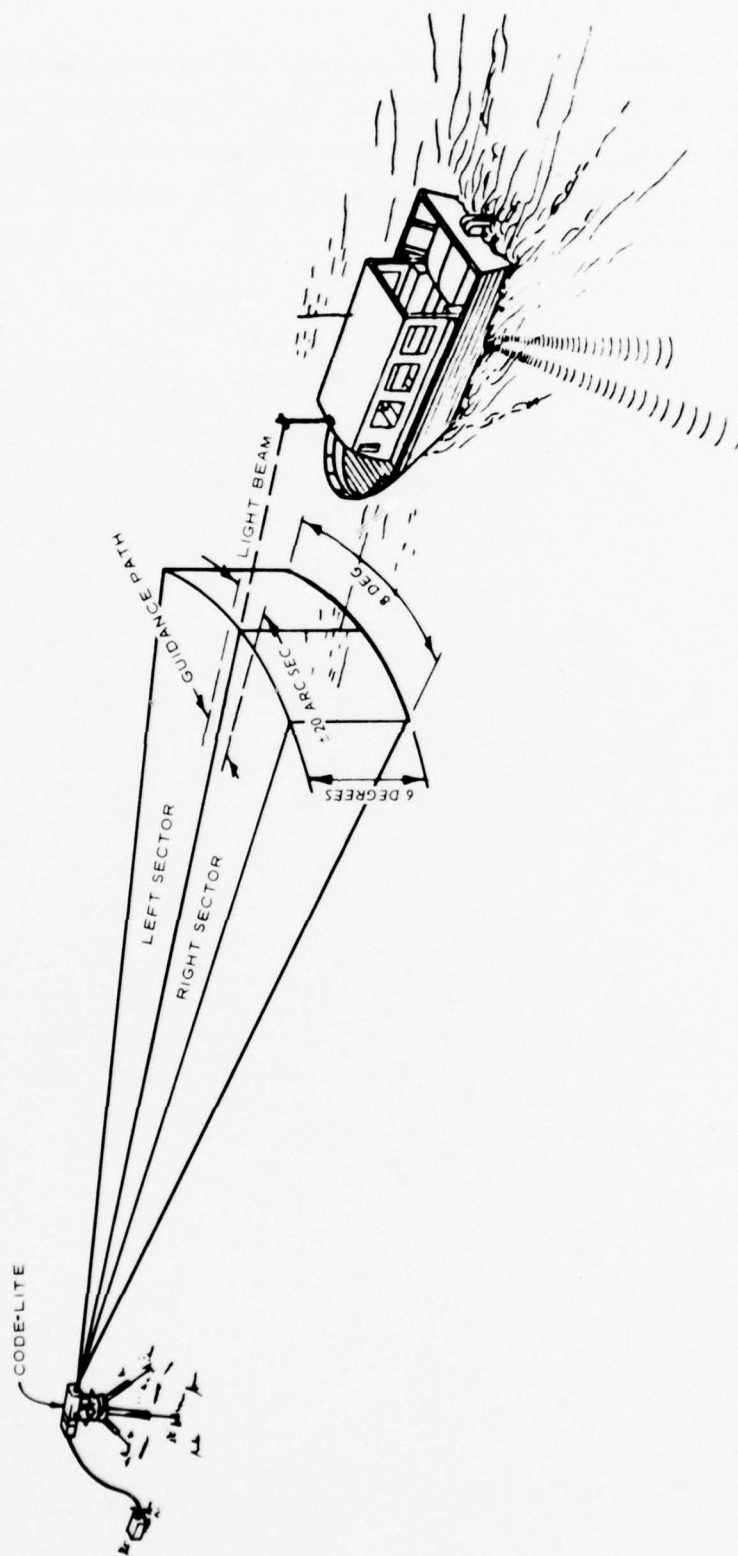 CODE-LITE
LEFT SECTOR
RIGHT SECTOR
GUIDANCE PATH
LIGHT BEAM
±20 ARC SEC
8 DEG
6 DEGREES